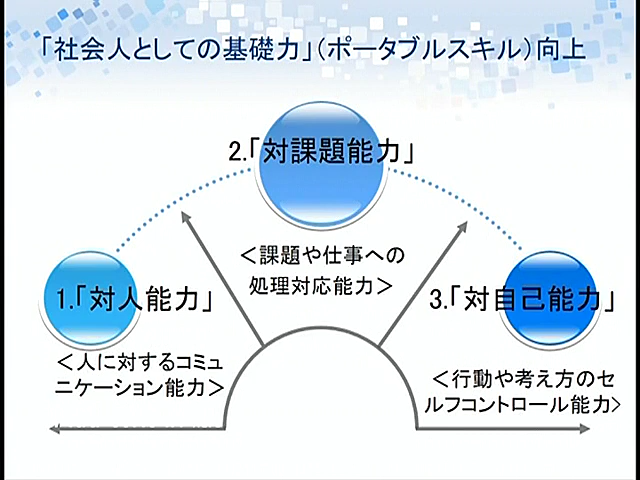 「社会人としての基礎力」（ポータブルスキル）向上
2.「対課題能力」
＜課題や仕事への
処理対応能力＞
1.「対人能力」
＜人に対するコミュ
ニケーション能力＞
3.「対自己能力」
＜行動や考え方のセ
ルフコントロール能力＞